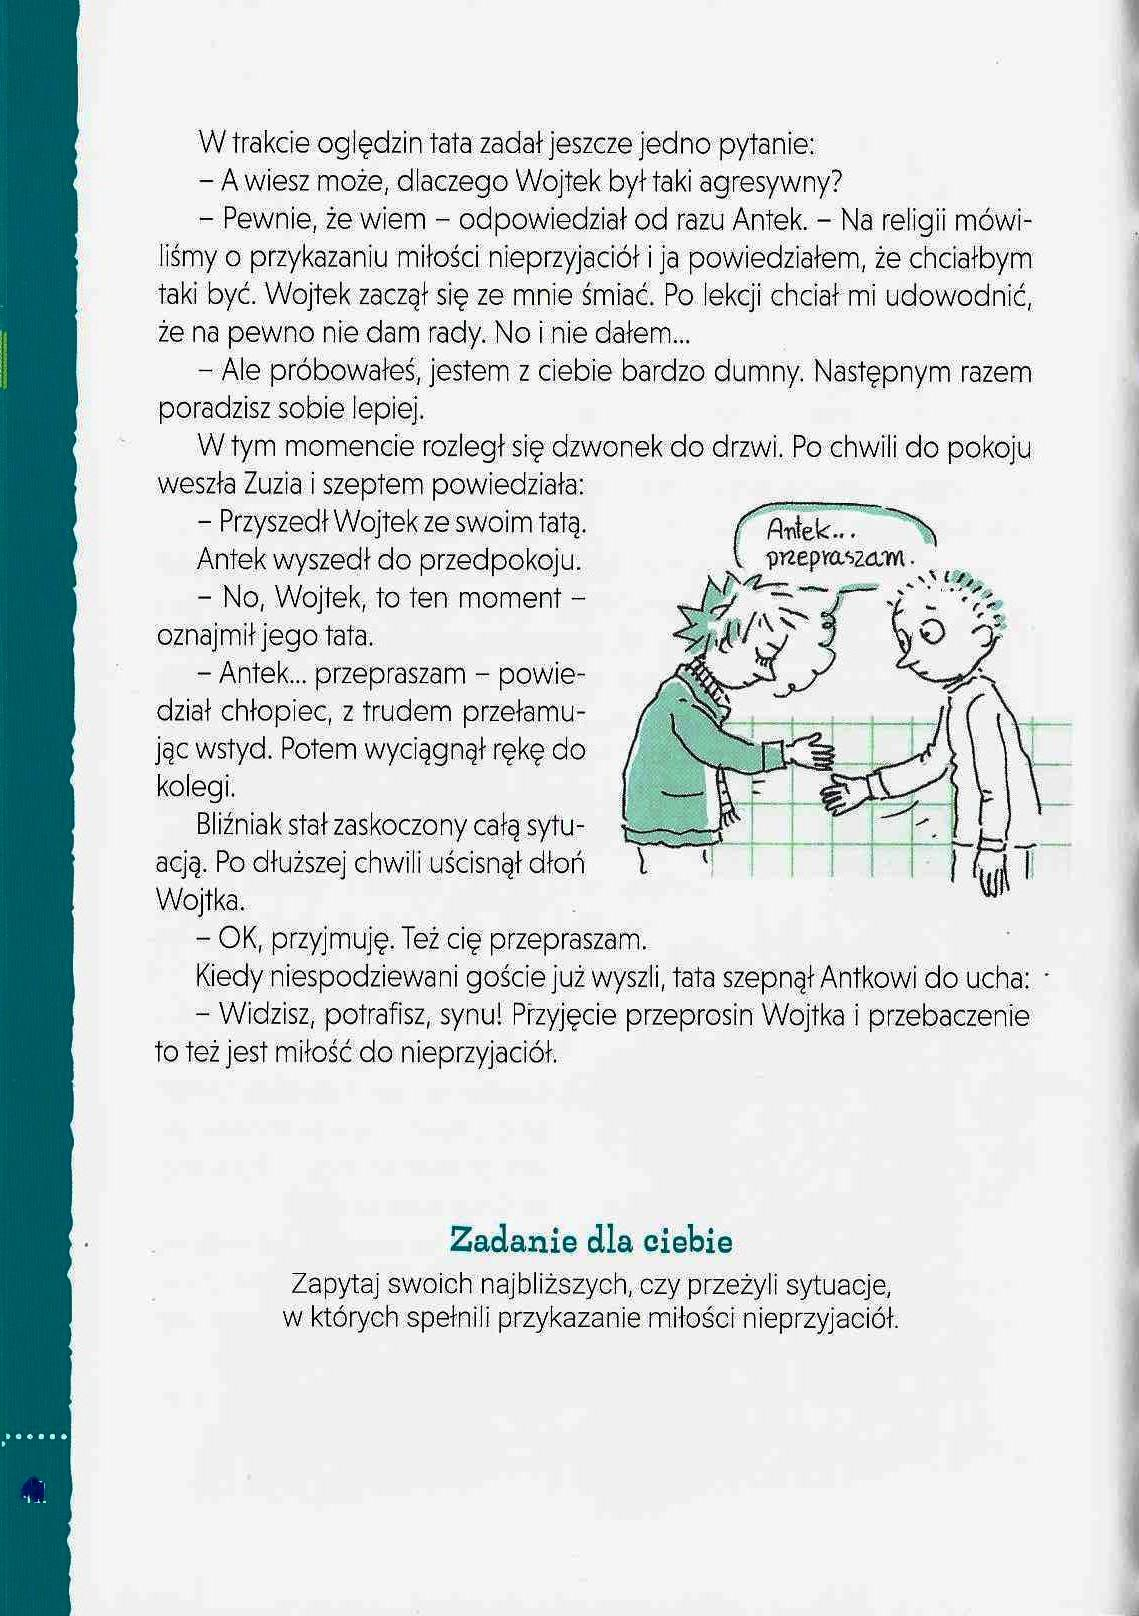 W trakcie oględzin tata zadał jeszcze jedno pytanie:
– A wiesz może, dlaczego Wojtek był taki agresywny?
– Pewnie, że wiem – odpowiedział od razu Antek. – Na religii mówi-
liśmy o przykazaniu miłości nieprzyjaciół i ja powiedziałem, że chciałbym
taki być. Wojtek zaczął się ze mnie śmiać. Po lekcji chciał mi udowodnić,
że na pewno nie dam rady. No i nie dałem...
– Ale próbowałeś, jestem z ciebie bardzo dumny. Następnym razem
poradzisz sobie lepiej.
W tym momencie rozległ się dzwonek do drzwi. Po chwili do pokoju
weszła Zuzia i szeptem powiedziała:
– Przyszedł Wojtek ze swoim tatą.
Antek wyszedł do przedpokoju.
– No, Wojtek, to ten moment –
oznajmił jego tata.
– Antek... przepraszam – powie-
dział chłopiec, z trudem przełamu-
jąc wstyd. Potem wyciągnął rękę do
kolegi.
Bliźniak stał zaskoczony całą sytu-
acją. Po dłuższej chwili uścisnął dłoń
Wojtka.
Antek...
przepraszam.
– OK, przyjmuję. Też cię przepraszam.
Kiedy niespodziewani goście już wyszli, tata szepnął Antkowi do ucha:
– Widzisz, potrafisz, synu! Przyjęcie przeprosin Wojtka i przebaczenie
to też jest miłość do nieprzyjaciół.
Zadanie dla ciebie
Zapytaj swoich najbliższych, czy przeżyli sytuacje,
w których spełnili przykazanie miłości nieprzyjaciół.